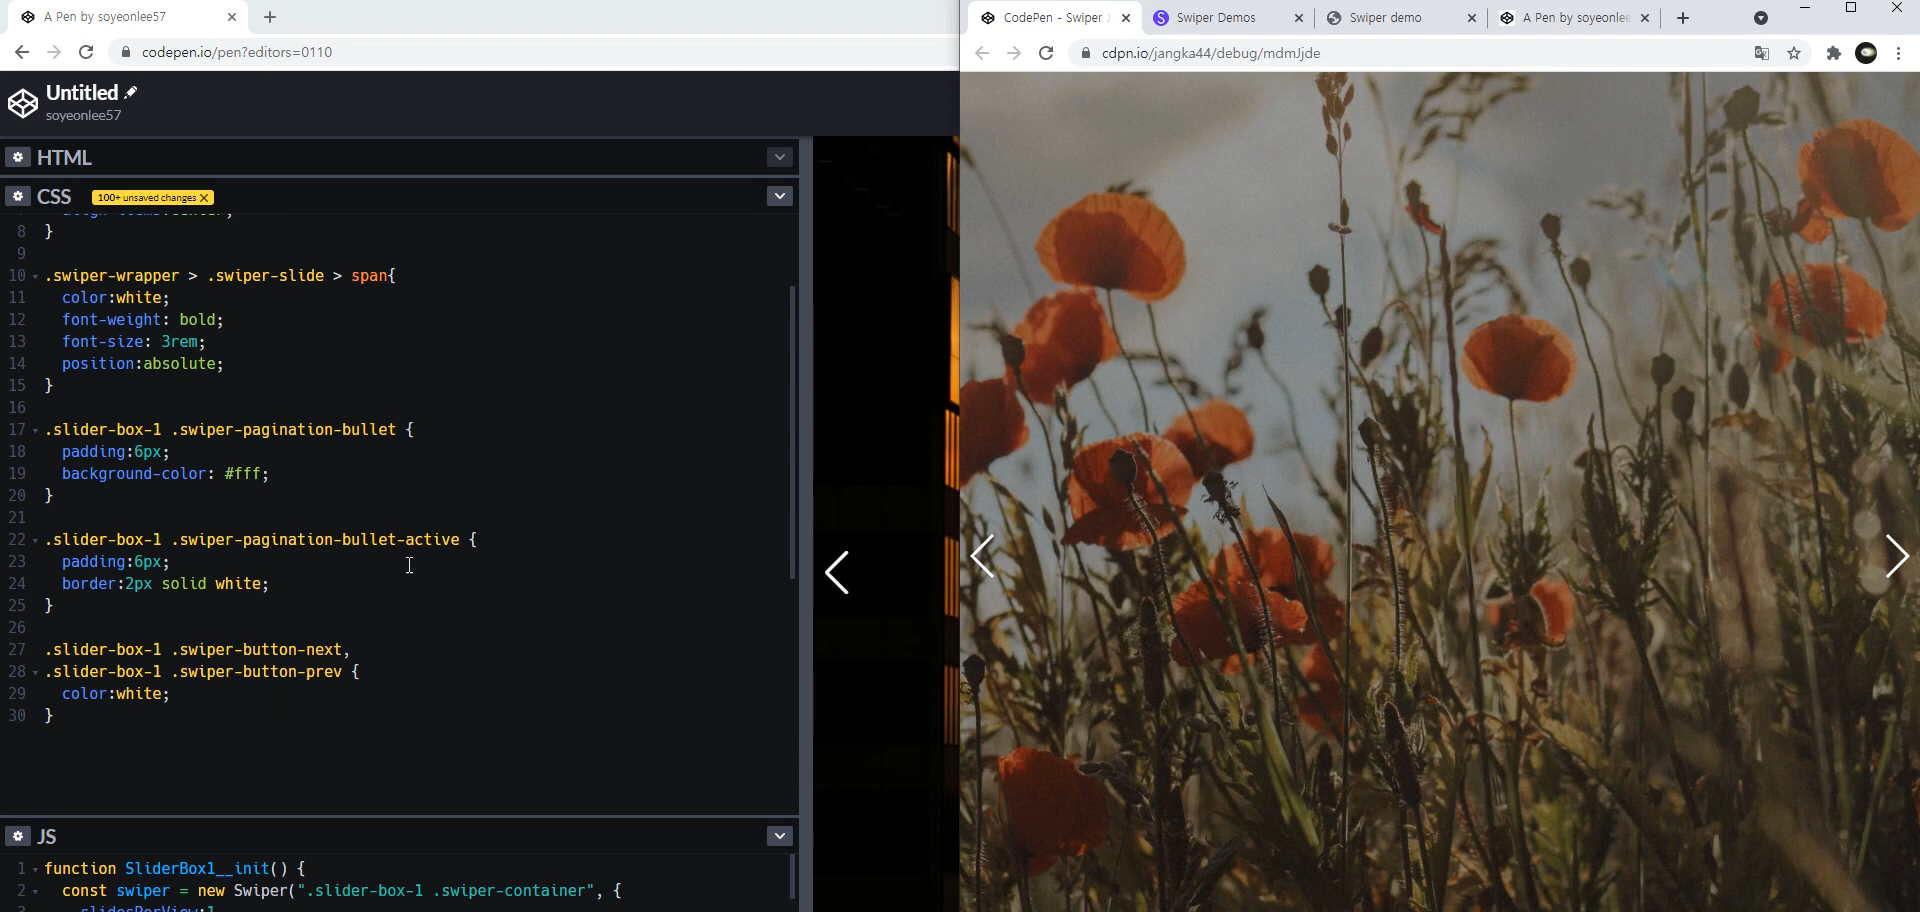 A Pen by soyeonlee57
codepen.io/pen?editors=0110
Untitled
soyeonlee57
HTML
CSS
100+ unsaved changes
8 }
9
10 .swiper-wrapper > .swiper-slide > span{
11 color:white;
12 font-weight: bold;
13 font-size: 3rem;
14 position:absolute;
15 }
16
17 .slider-box-1 .swiper-pagination-bullet {
18 padding:6px;
19 background-color: #fff;
20 }
21
22 .slider-box-1 .swiper-pagination-bullet-active {
23 padding:6px;
24 border:2px solid white;
25 }
26
27 .slider-box-1 .swiper-button-next,
28 .slider-box-1 .swiper-button-prev {
29 color:white;
30 }
JS
1 function SliderBox1__init() {
2 const swiper = new Swiper(".slider-box-1 .swiper-container", {
CodePen - Swiper
Swiper Demos
Swiper demo
A Pen by soyeonlee
cdpn.io/jangka44/debug/mdmJjde